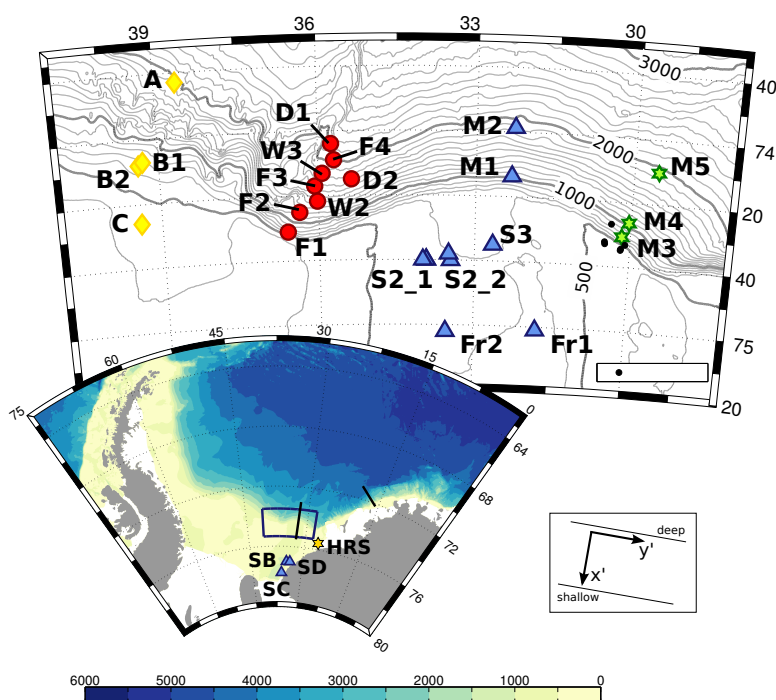 39
36
33
30
3000
40
A
D1
M2
F4
2000
74
W3
B1
M1
M5
B2
F3
D2
1000
F2
W2
20
C
S3
M4
F1
M3
S2_1
S2_2
500
40
Fr2
Fr1
75
20
60
45
30
15
75
0
64
68
HRS
72
SB
SD
SC
76
80
deep
y'
x'
shallow
6000
5000
4000
3000
2000
1000
0